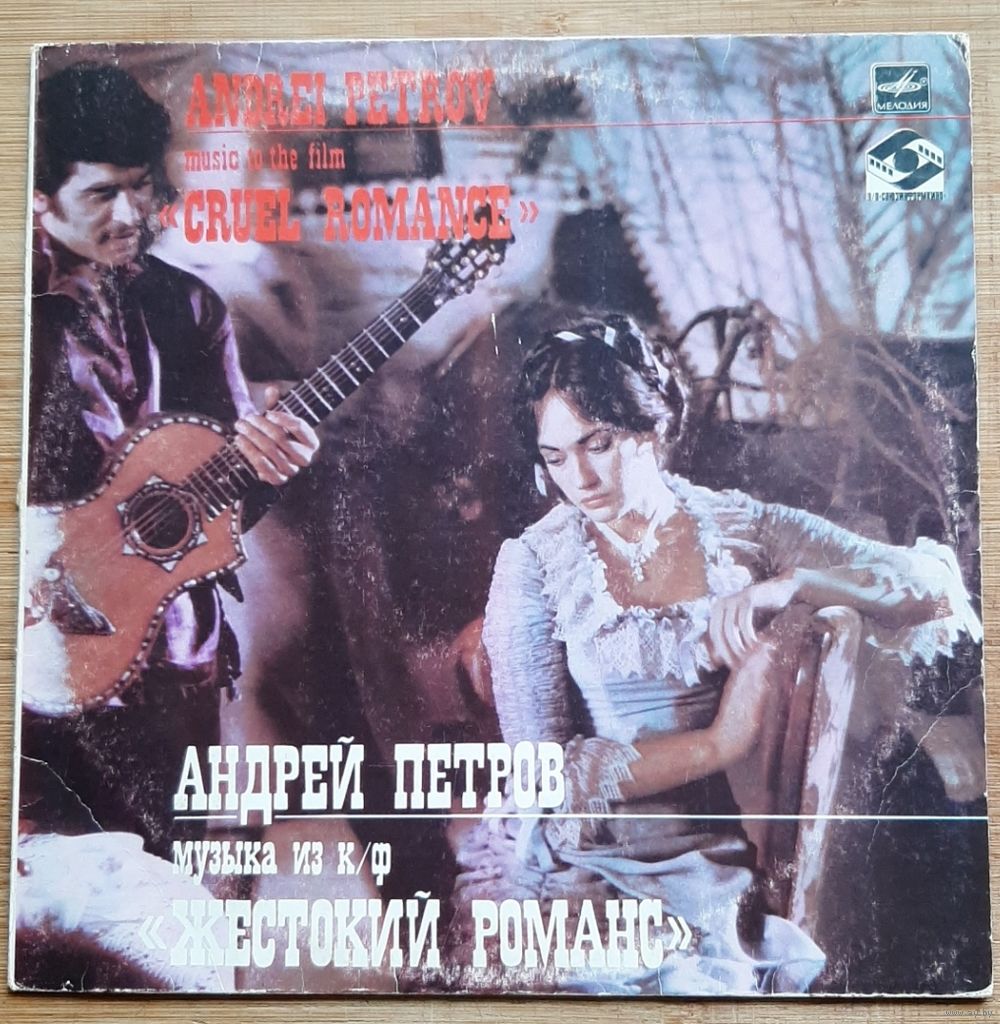 ANDREI PETROV
music to the film
«CRUEL ROMANCE»
МЕЛОДИЯ
АНДРЕЙ ПЕТРОВ
музыка из к/ф
«ЖЕСТОКИЙ РОМАНС»